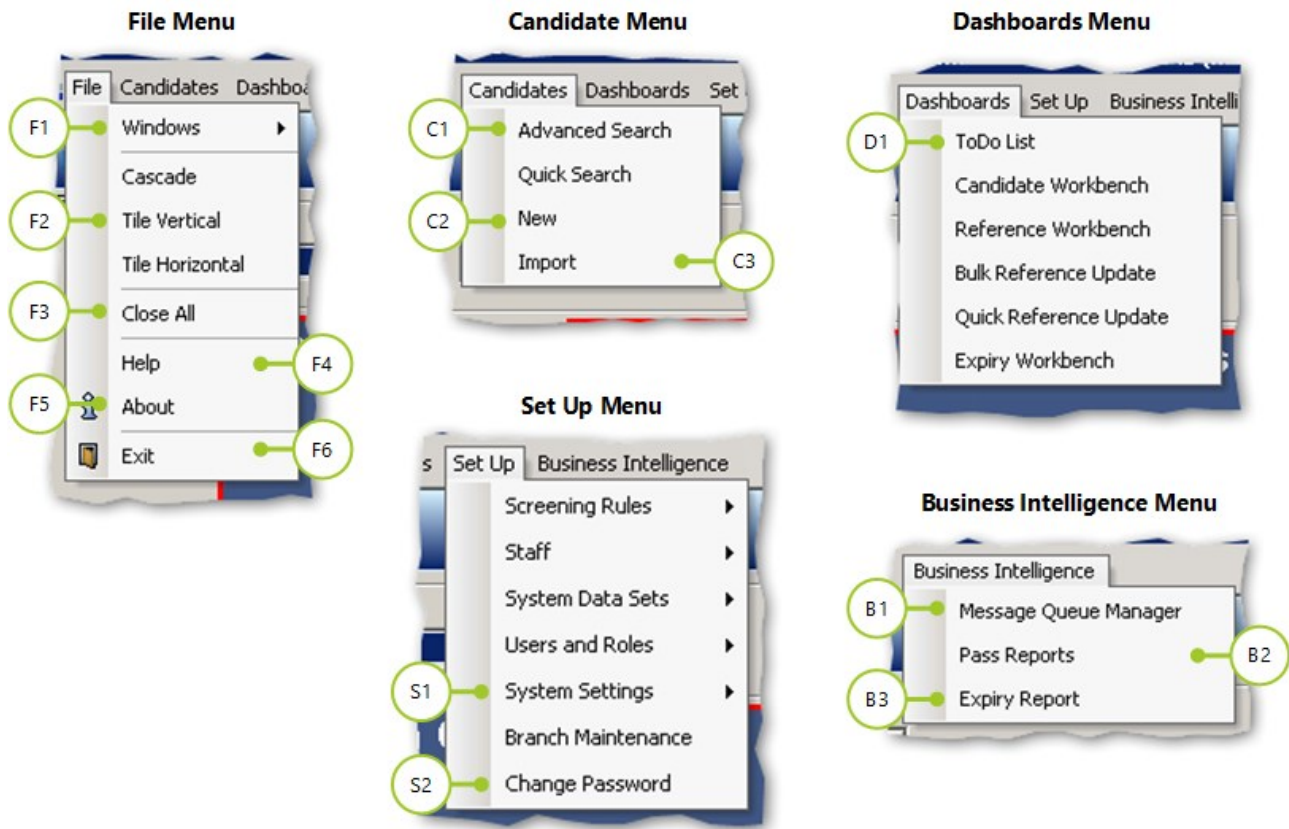 File Menu
File Candidates Dashboa
F1 Windows
Cascade
F2 Tile Vertical
Tile Horizontal
F3 Close All
Help F4
F5 About
Exit F6
Candidate Menu
Candidates Dashboards Set
C1 Advanced Search
Quick Search
C2 New
Import C3
Dashboards Menu
Dashboards Set Up Business Intelli
D1 ToDo List
Candidate Workbench
Reference Workbench
Bulk Reference Update
Quick Reference Update
Expiry Workbench
Set Up Menu
s Set Up Business Intelligence
Screening Rules
Staff
System Data Sets
Users and Roles
S1 System Settings
Branch Maintenance
S2 Change Password
Business Intelligence Menu
Business Intelligence
B1 Message Queue Manager
Pass Reports B2
B3 Expiry Report